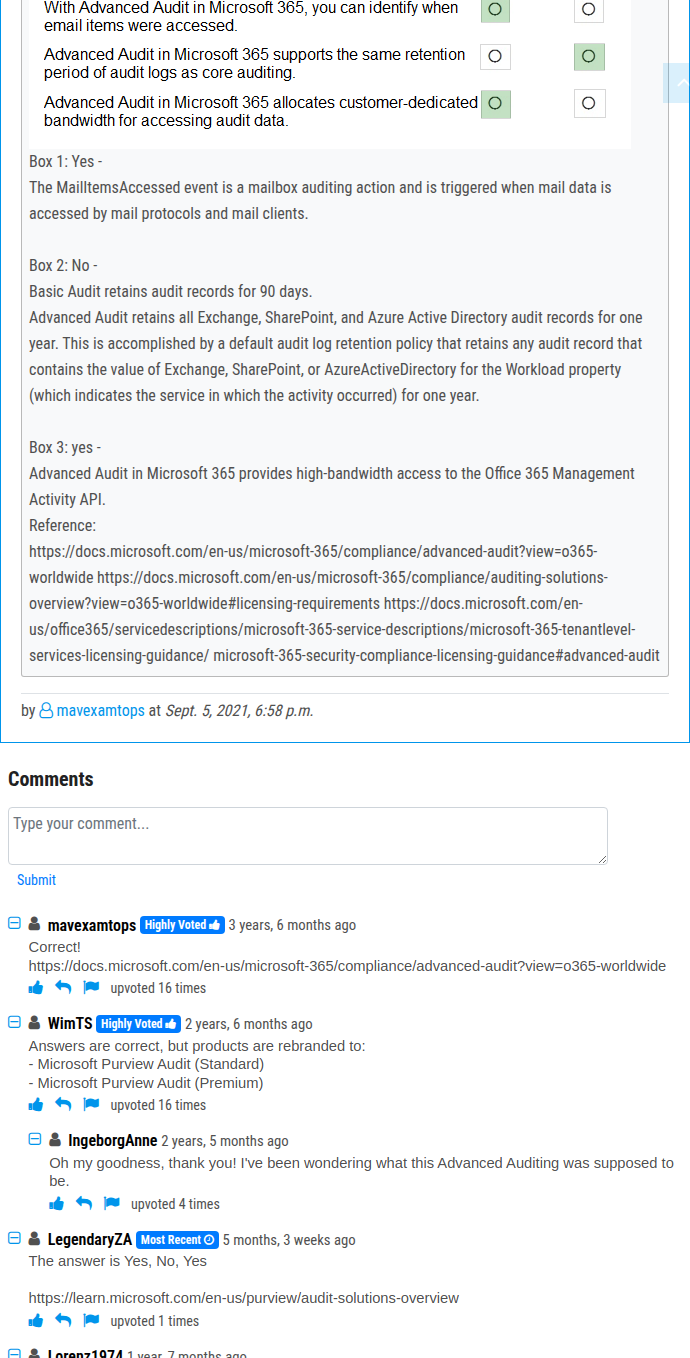 With Advanced Audit in Microsoft 365, you can identify when
email items were accessed.
Advanced Audit in Microsoft 365 supports the same retention
period of audit logs as core auditing.
Advanced Audit in Microsoft 365 allocates customer-dedicated
bandwidth for accessing audit data.
Box 1: Yes -
The MailItemsAccessed event is a mailbox auditing action and is triggered when mail data is
accessed by mail protocols and mail clients.
Box 2: No -
Basic Audit retains audit records for 90 days.
Advanced Audit retains all Exchange, SharePoint, and Azure Active Directory audit records for one
year. This is accomplished by a default audit log retention policy that retains any audit record that
contains the value of Exchange, SharePoint, or AzureActiveDirectory for the Workload property
(which indicates the service in which the activity occurred) for one year.
Box 3: yes -
Advanced Audit in Microsoft 365 provides high-bandwidth access to the Office 365 Management
Activity API.
Reference:
https://docs.microsoft.com/en-us/microsoft-365/compliance/advanced-audit?view=o365-
worldwide https://docs.microsoft.com/en-us/microsoft-365/compliance/auditing-solutions-
overview?view=o365-worldwide#licensing-requirements https://docs.microsoft.com/en-
us/office365/servicedescriptions/microsoft-365-service-descriptions/microsoft-365-tenantlevel-
services-licensing-guidance/ microsoft-365-security-compliance-licensing-guidance#advanced-audit
by mavexamtops at Sept. 5, 2021, 6:58 p.m.
Comments
Type your comment...
Submit
mavexamtops Highly Voted 3 years, 6 months ago
Correct!
https://docs.microsoft.com/en-us/microsoft-365/compliance/advanced-audit?view=o365-worldwide
upvoted 16 times
WimTS Highly Voted 2 years, 6 months ago
Answers are correct, but products are rebranded to:
- Microsoft Purview Audit (Standard)
- Microsoft Purview Audit (Premium)
upvoted 16 times
IngeborgAnne 2 years, 5 months ago
Oh my goodness, thank you! I've been wondering what this Advanced Auditing was supposed to
be.
upvoted 4 times
LegendaryZA Most Recent 5 months, 3 weeks ago
The answer is Yes, No, Yes
https://learn.microsoft.com/en-us/purview/audit-solutions-overview
upvoted 1 times
Lorenz1974 1 year, 7 months ago